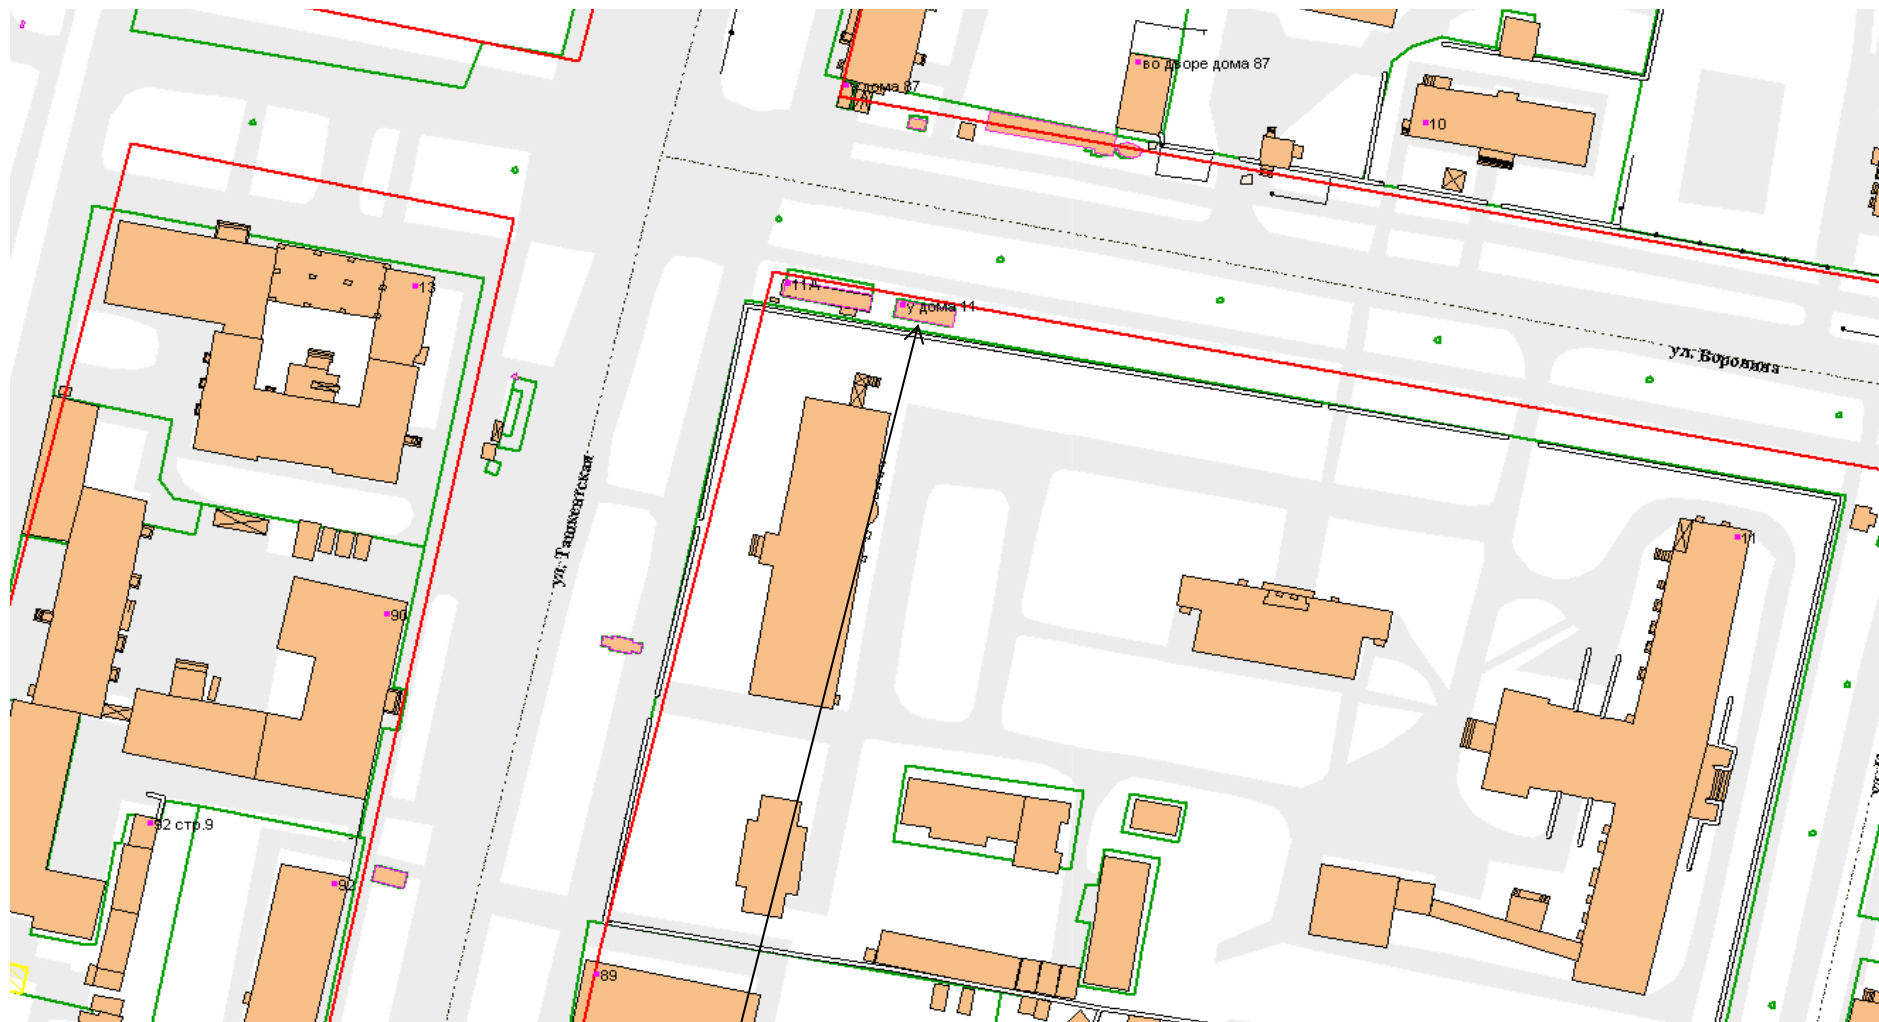 во дворе дома 87
дома 87
10
13
11А
у дома 11
ул. Воронина
ул. Ташкентская
11
90
92 стр.9
92
89